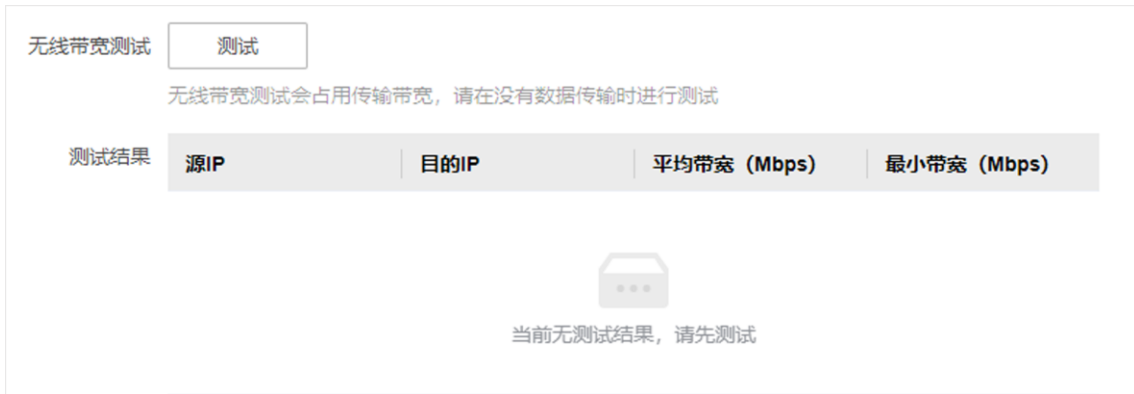 无线带宽测试 测试
无线带宽测试会占用传输带宽，请在没有数据传输时进行测试
测试结果 源IP 目的IP 平均带宽（Mbps） 最小带宽（Mbps）
当前无测试结果，请先测试